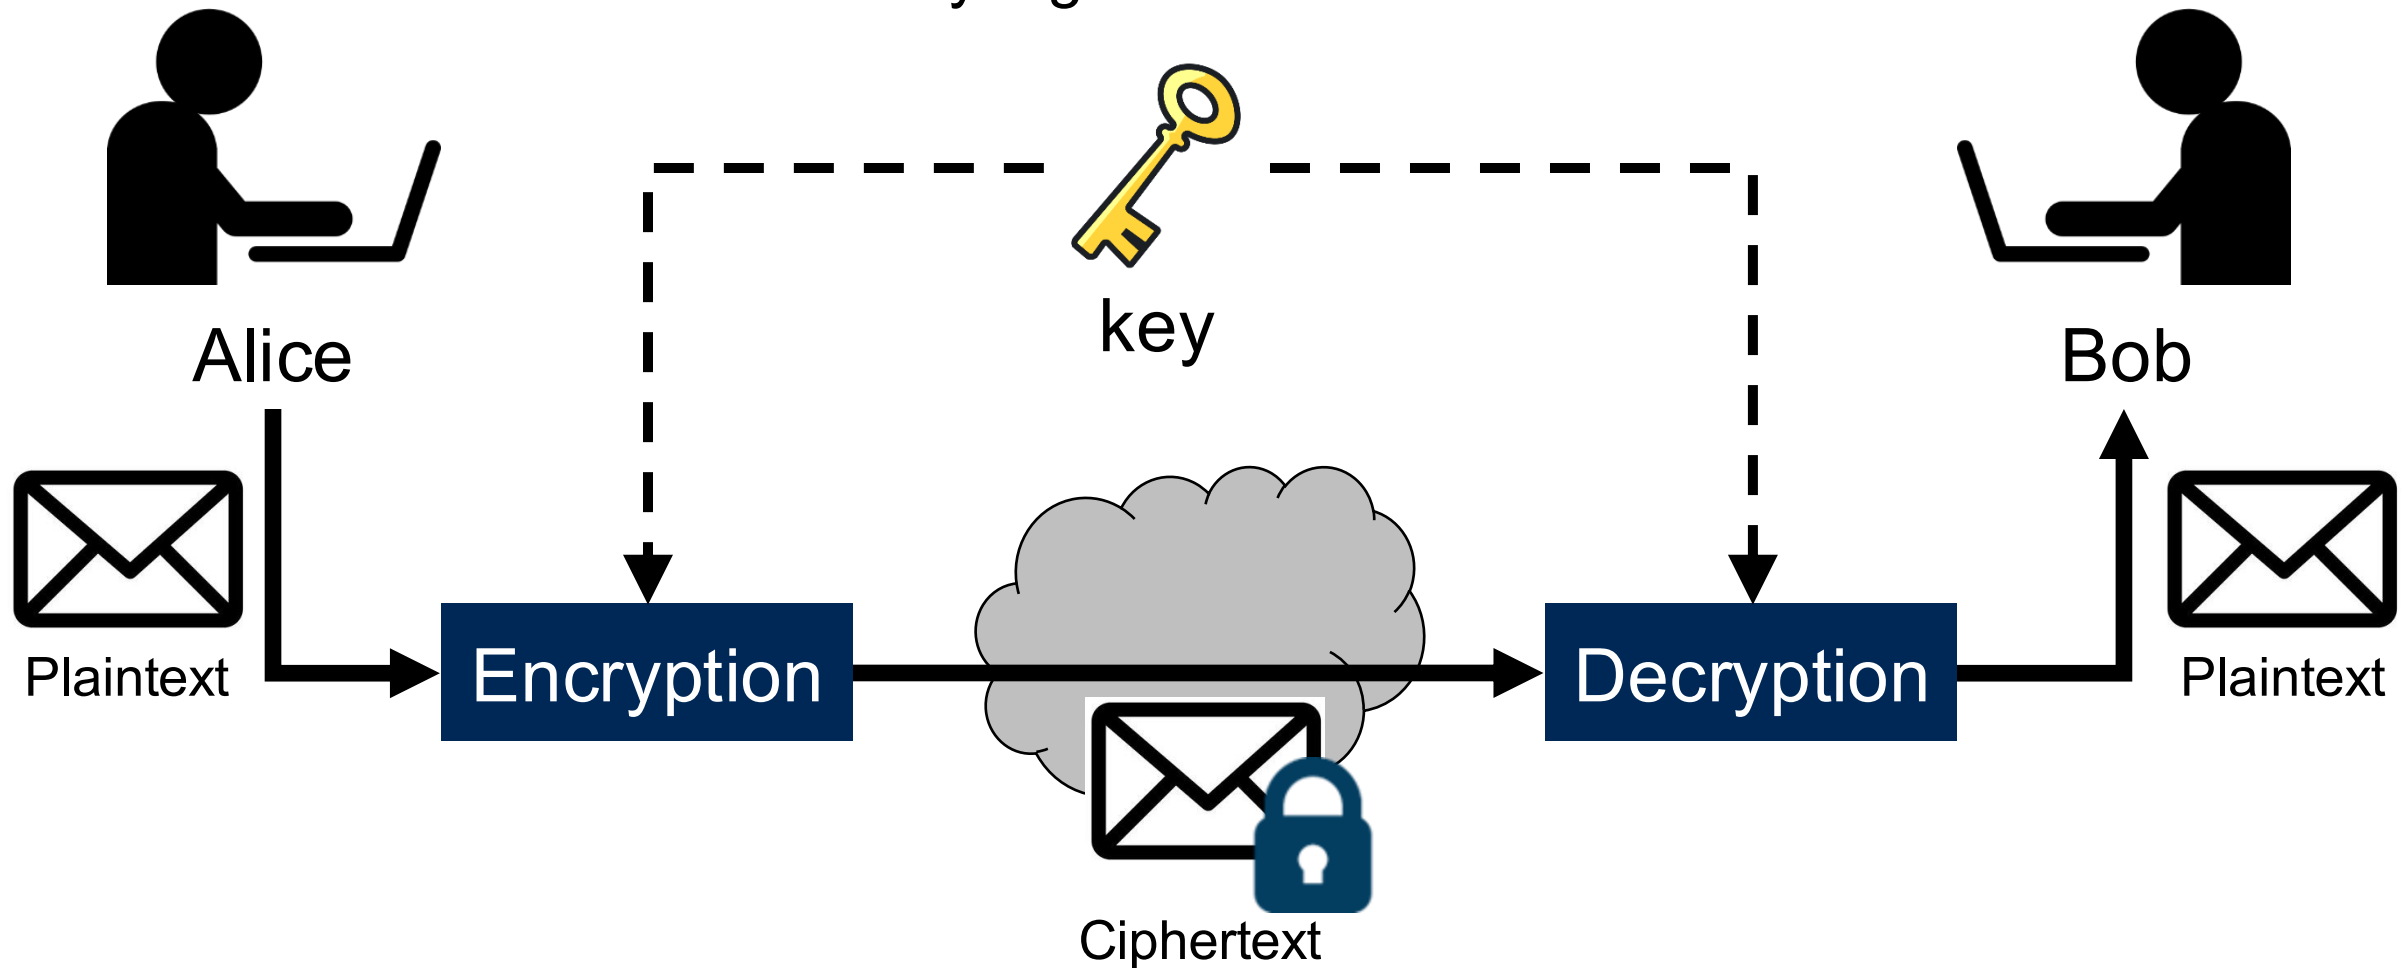 Alice
key
Bob
Plaintext
Encryption
Decryption
Plaintext
Ciphertext